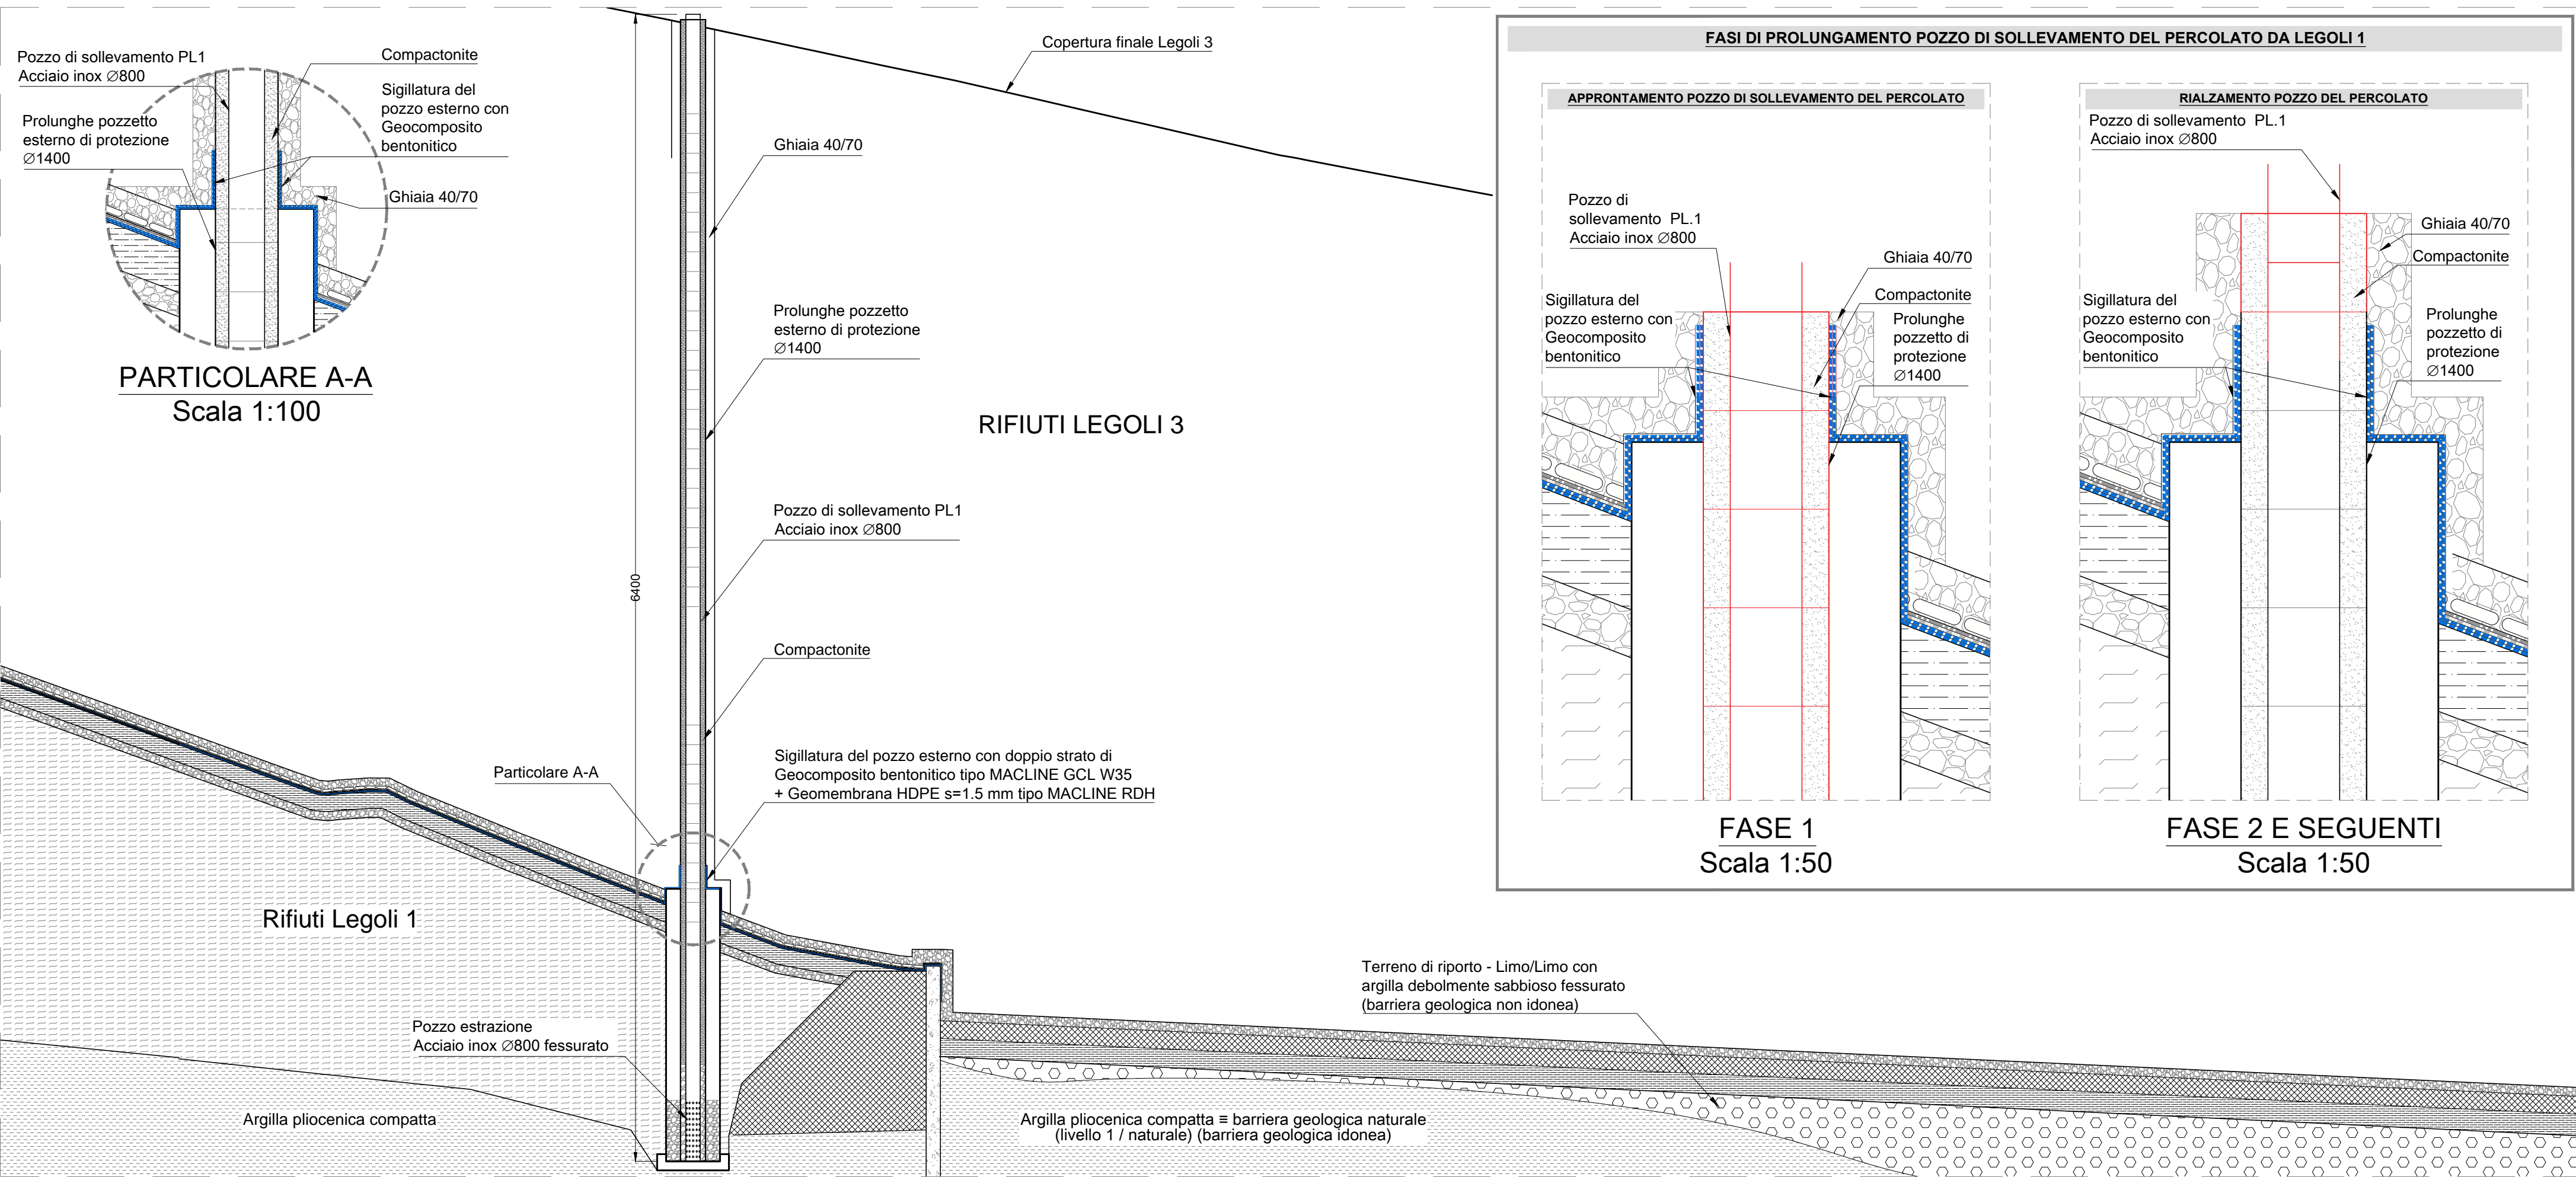 Pozzo di sollevamento PL1
Acciaio inox Ø800
Prolunghe pozzetto
esterno di protezione
Ø1400
Compactonite
Sigillatura del
pozzo esterno con
Geocomposito
bentonitico
Ghiaia 40/70
PARTICOLARE A-A
Scala 1:100
6400
Copertura finale Legoli 3
Ghiaia 40/70
Prolunghe pozzetto
esterno di protezione
Ø1400
RIFIUTI LEGOLI 3
Pozzo di sollevamento PL1
Acciaio inox Ø800
Compactonite
Particolare A-A
Sigillatura del pozzo esterno con doppio strato di
Geocomposito bentonitico tipo MACLINE GCL W35
+ Geomembrana HDPE s=1.5 mm tipo MACLINE RDH
Rifiuti Legoli 1
Pozzo estrazione
Acciaio inox Ø800 fessurato
Argilla pliocenica compatta
Terreno di riporto - Limo/Limo con
argilla debolmente sabbioso fessurato
(barriera geologica non idonea)
Argilla pliocenica compatta ≡ barriera geologica naturale
(livello 1 / naturale) (barriera geologica idonea)
FASI DI PROLUNGAMENTO POZZO DI SOLLEVAMENTO DEL PERCOLATO DA LEGOLI 1
APPRONTAMENTO POZZO DI SOLLEVAMENTO DEL PERCOLATO
Pozzo di
sollevamento PL.1
Acciaio inox Ø800
Ghiaia 40/70
Compactonite
Sigillatura del
pozzo esterno con
Geocomposito
bentonitico
Prolunghe
pozzetto di
protezione
Ø1400
FASE 1
Scala 1:50
RIALZAMENTO POZZO DEL PERCOLATO
Pozzo di sollevamento PL.1
Acciaio inox Ø800
Ghiaia 40/70
Compactonite
Sigillatura del
pozzo esterno con
Geocomposito
bentonitico
Prolunghe
pozzetto di
protezione
Ø1400
FASE 2 E SEGUENTI
Scala 1:50